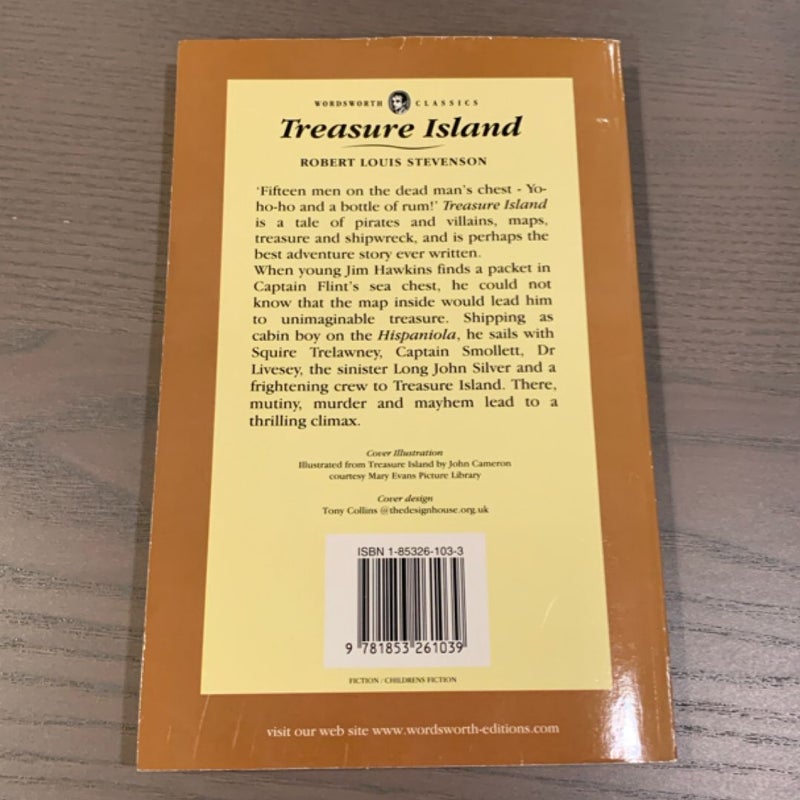 WORDSWORTH CLASSICS
Treasure Island
ROBERT LOUIS STEVENSON
'Fifteen men on the dead man's chest - Yo-
ho-ho and a bottle of rum!' Treasure Island
is a tale of pirates and villains, maps,
treasure and shipwreck, and is perhaps the
best adventure story ever written.
When young Jim Hawkins finds a packet in
Captain Flint's sea chest, he could not
know that the map inside would lead him
to unimaginable treasure. Shipping as
cabin boy on the Hispaniola, he sails with
Squire Trelawney, Captain Smollett, Dr
Livesey, the sinister Long John Silver and a
frightening crew to Treasure Island. There,
mutiny, murder and mayhem lead to a
thrilling climax.
Cover Illustration
Illustrated from Treasure Island by John Cameron
courtesy Mary Evans Picture Library
Cover design
Tony Collins @thedesignhouse.org.uk
ISBN 1-85326-103-3
9 781853 261039
FICTION / CHILDRENS FICTION
visit our web site www.wordsworth-editions.com